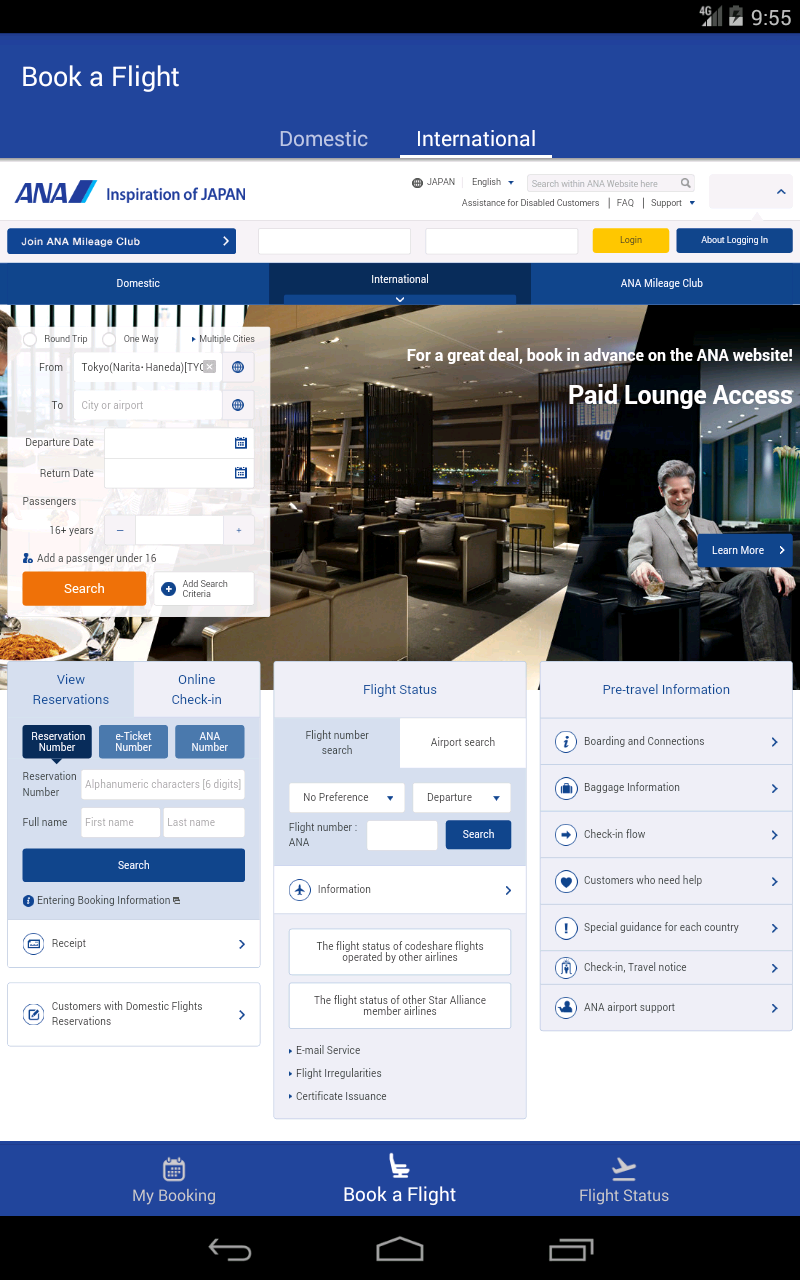 4G 9:55
Book a Flight
Domestic International
ANA Inspiration of JAPAN
JAPAN English
Search within ANA Website here
Assistance for Disabled Customers | FAQ | Support
Join ANA Mileage Club
Login
About Logging In
Domestic
International
ANA Mileage Club
Round Trip One Way Multiple Cities
From Tokyo(Narita･Haneda)[TYO
To City or airport
Departure Date
Return Date
Passengers
16+ years − +
Add a passenger under 16
Search
Add Search
Criteria
For a great deal, book in advance on the ANA website!
Paid Lounge Access
Learn More
View
Reservations
Online
Check-in
Reservation
Number
e-Ticket
Number
ANA
Number
Reservation
Number
Alphanumeric characters [6 digits]
Full name First name Last name
Search
Entering Booking Information
Receipt
Customers with Domestic Flights
Reservations
Flight Status
Flight number
search
Airport search
No Preference Departure
Flight number :
ANA
Search
Information
The flight status of codeshare flights
operated by other airlines
The flight status of other Star Alliance
member airlines
E-mail Service
Flight Irregularities
Certificate Issuance
Pre-travel Information
Boarding and Connections
Baggage Information
Check-in flow
Customers who need help
Special guidance for each country
Check-in, Travel notice
ANA airport support
My Booking
Book a Flight
Flight Status